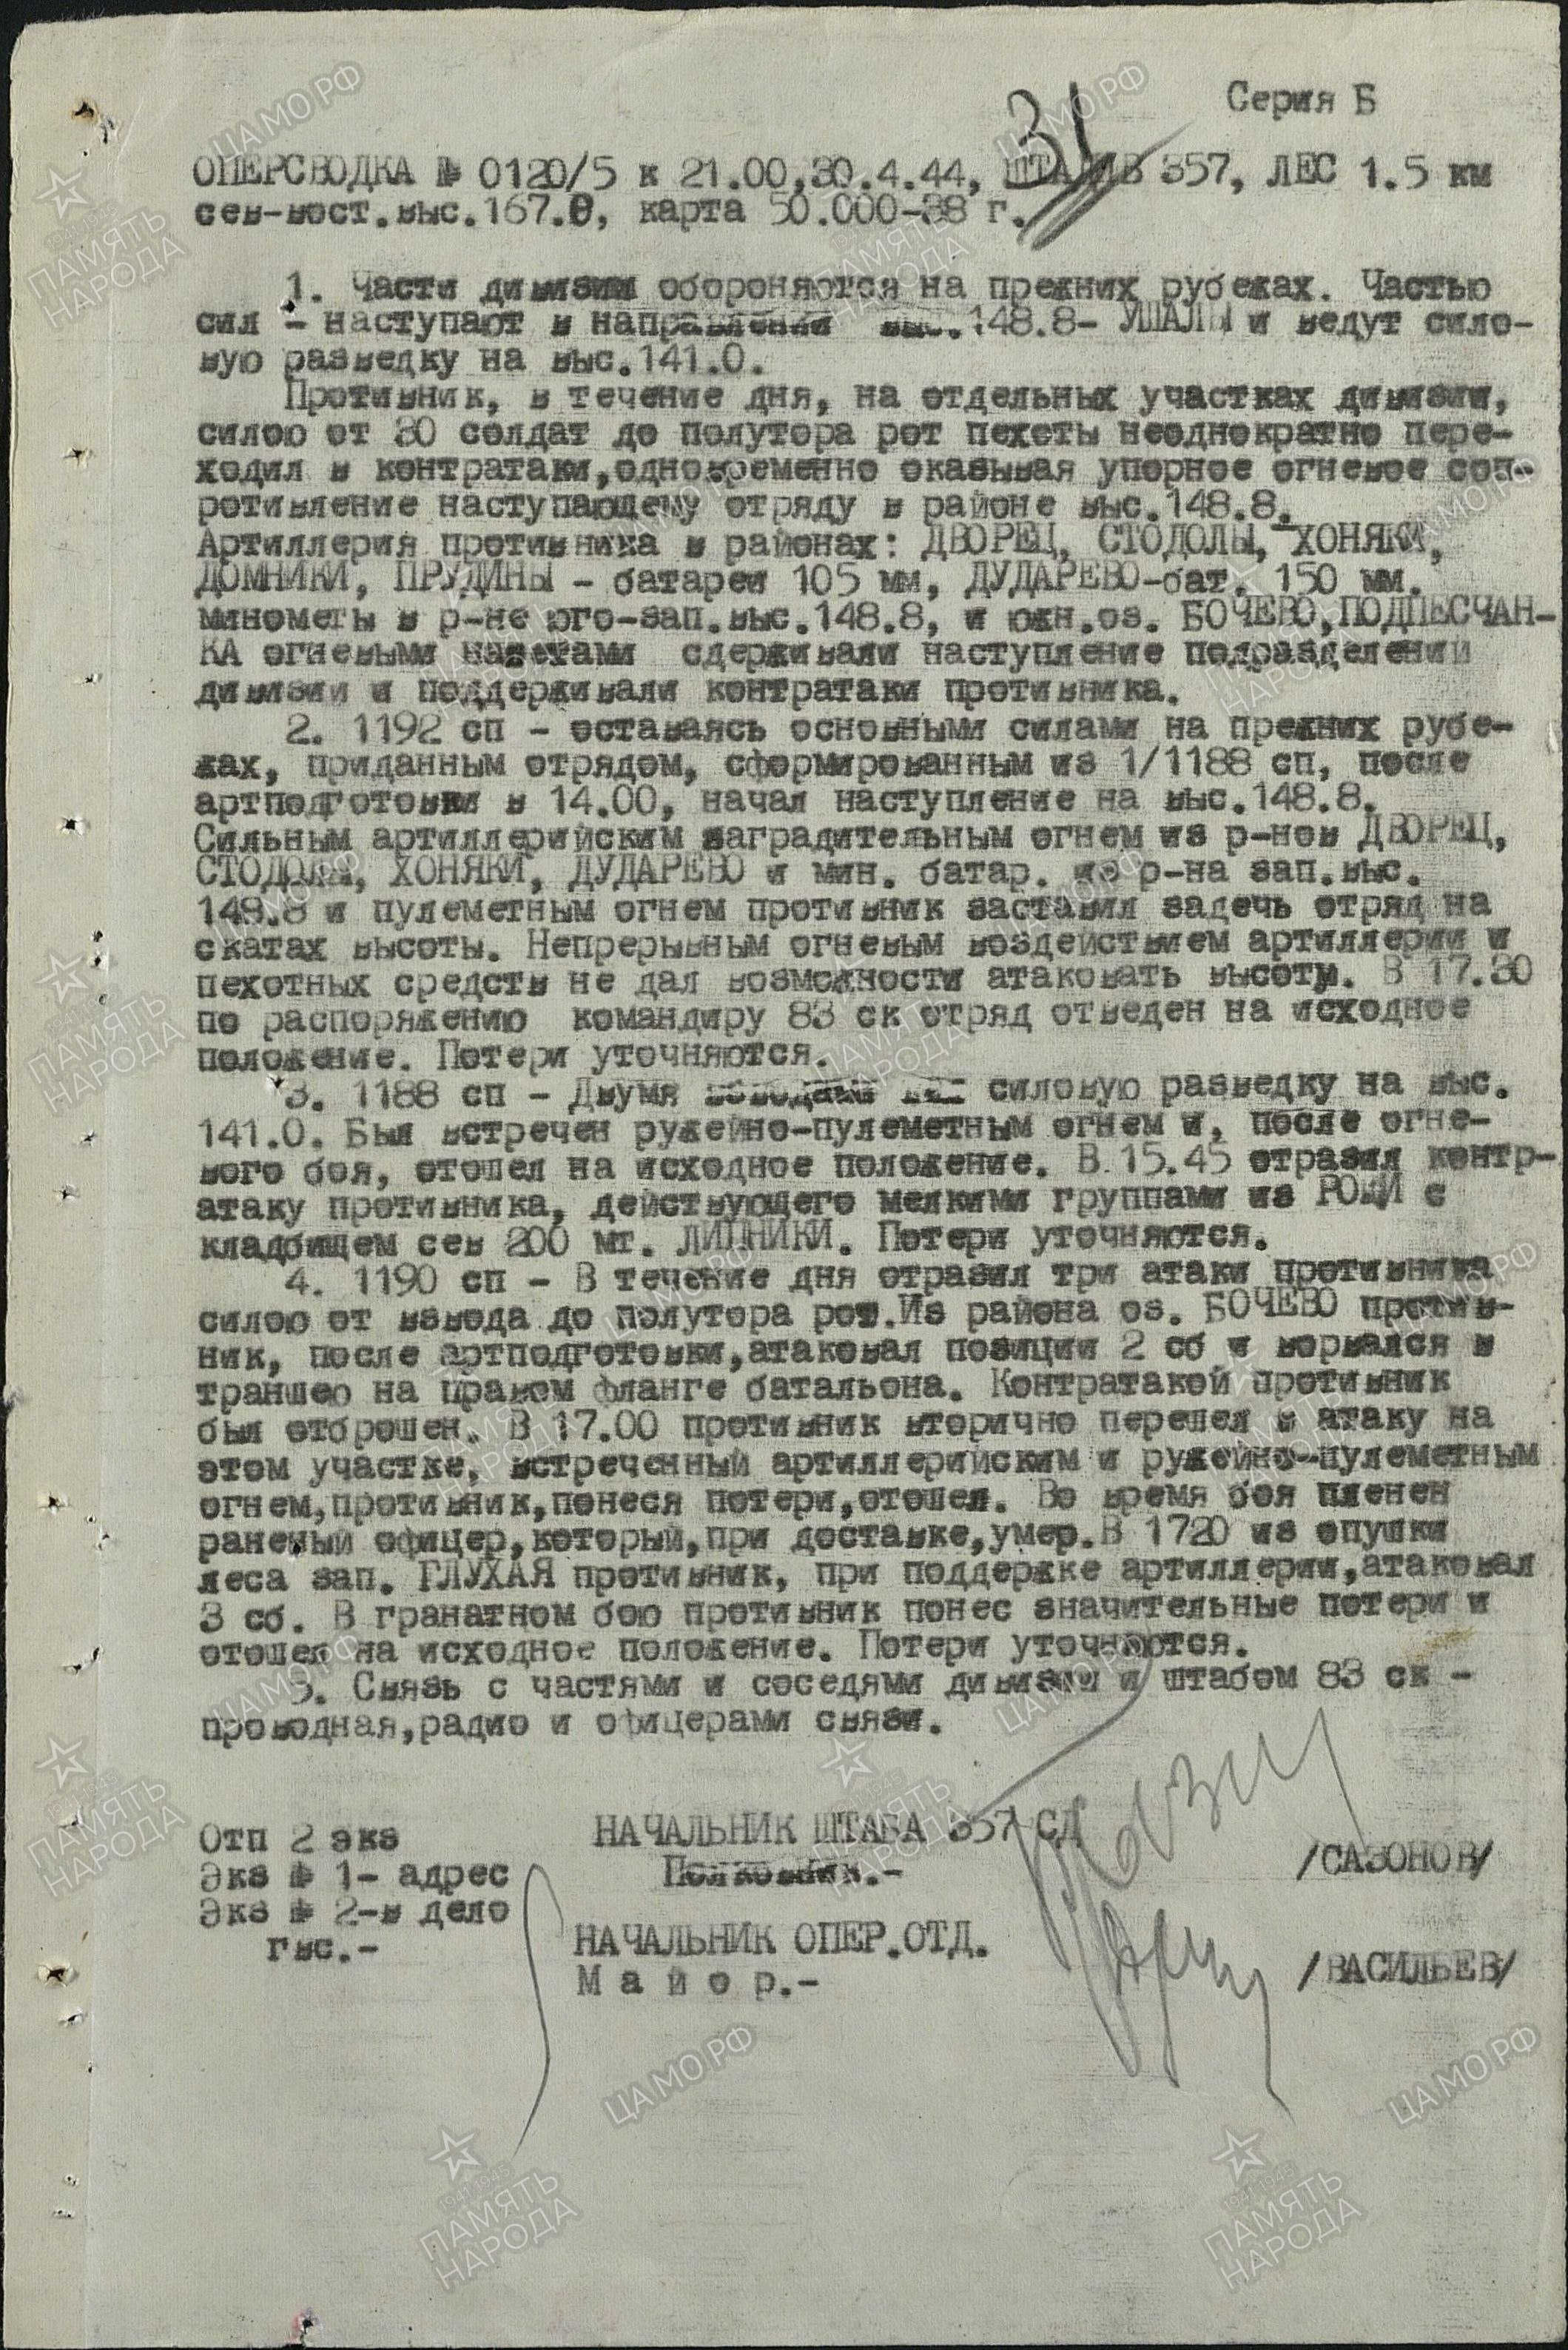 Серия Б
31
ОПЕРСВОДКА № 0120/5 к 21.00,30.4.44, ШТАДИВ 357, ЛЕС 1.5 км
сев-вост.выс.167.0, карта 50.000-38 г.
1. Части дивизии обороняются на прежних рубежах. Частью
сил - наступают в направлении выс.148.8- УШАЛЫ и ведут сило-
вую разведку на выс.141.0.
Противник, в течение дня, на отдельных участках дивизии,
силою от 30 солдат до полутора рот пехоты неоднократно пере-
ходил в контратаки,одновременно оказывая упорное огневое соп-
ротивление наступающему отряду в районе выс.148.8.
Артиллерия противника в районах: ДВОРЕЦ, СТОДОЛЫ, ХОНЯКИ,
ДОМНИКИ, ПРУДИНЫ - батареи 105 мм, ДУДАРЕВО-бат. 150 мм.
минометы в р-не юго-зап.выс.148.8, и южн.оз. БОЧЕВО,ПОДПЕСЧАН-
КА огневыми налетами сдерживали наступление подразделений
дивизии и поддерживали контратаки противника.
2. 1192 сп - оставаясь основными силами на прежних рубе-
жах, приданным отрядом, сформированным из 1/1188 сп, после
артподготовки в 14.00, начал наступление на выс.148.8.
Сильным артиллерийским заградительным огнем из р-нов ДВОРЕЦ,
СТОДОЛЫ, ХОНЯКИ, ДУДАРЕВО и мин. батар. из р-на зап.выс.
148.8 и пулеметным огнем противник заставил залечь отряд на
скатах высоты. Непрерывным огневым воздействием артиллерии и
пехотных средств не дал возможности атаковать высоту. В 17.30
по распоряжению командиру 83 ск отряд отведен на исходное
положение. Потери уточняются.
3. 1188 сп - Двумя взводами вел силовую разведку на выс.
141.0. Был встречен ружейно-пулеметным огнем и, после огне-
вого боя, отошел на исходное положение. В 15.45 отразил контр-
атаку противника, действующего мелкими группами из РОЩИ с
кладбищем сев 200 мт. ЛИПНИКИ. Потери уточняются.
4. 1190 сп - В течение дня отразил три атаки противника
силою от взвода до полутора рот.Из района оз. БОЧЕВО против-
ник, после артподготовки,атаковал позиции 2 сб и ворвался в
траншею на правом фланге батальона. Контратакой противник
был отброшен. В 17.00 противник вторично перешел в атаку на
этом участке, встреченный артиллерийским и ружейно-пулеметным
огнем,противник,понеся потери,отошел. Во время боя пленен
раненый офицер,который,при доставке,умер.В 1720 из опушки
леса зап. ГЛУХАЯ противник, при поддержке артиллерии,атаковал
3 сб. В гранатном бою противник понес значительные потери и
отошел на исходное положение. Потери уточняются.
5. Связь с частями и соседями дивизии и штабом 83 ск -
проводная,радио и офицерами связи.
НАЧАЛЬНИК ШТАБА 357 СД
Полковник.- /САЗОНОВ/
Отп 2 экз
Экз № 1- адрес
Экз № 2-в дело
гвс.-
НАЧАЛЬНИК ОПЕР.ОТД.
М а й о р.- /ВАСИЛЬЕВ/
ЦАМО РФ
ПАМЯТЬ НАРОДА